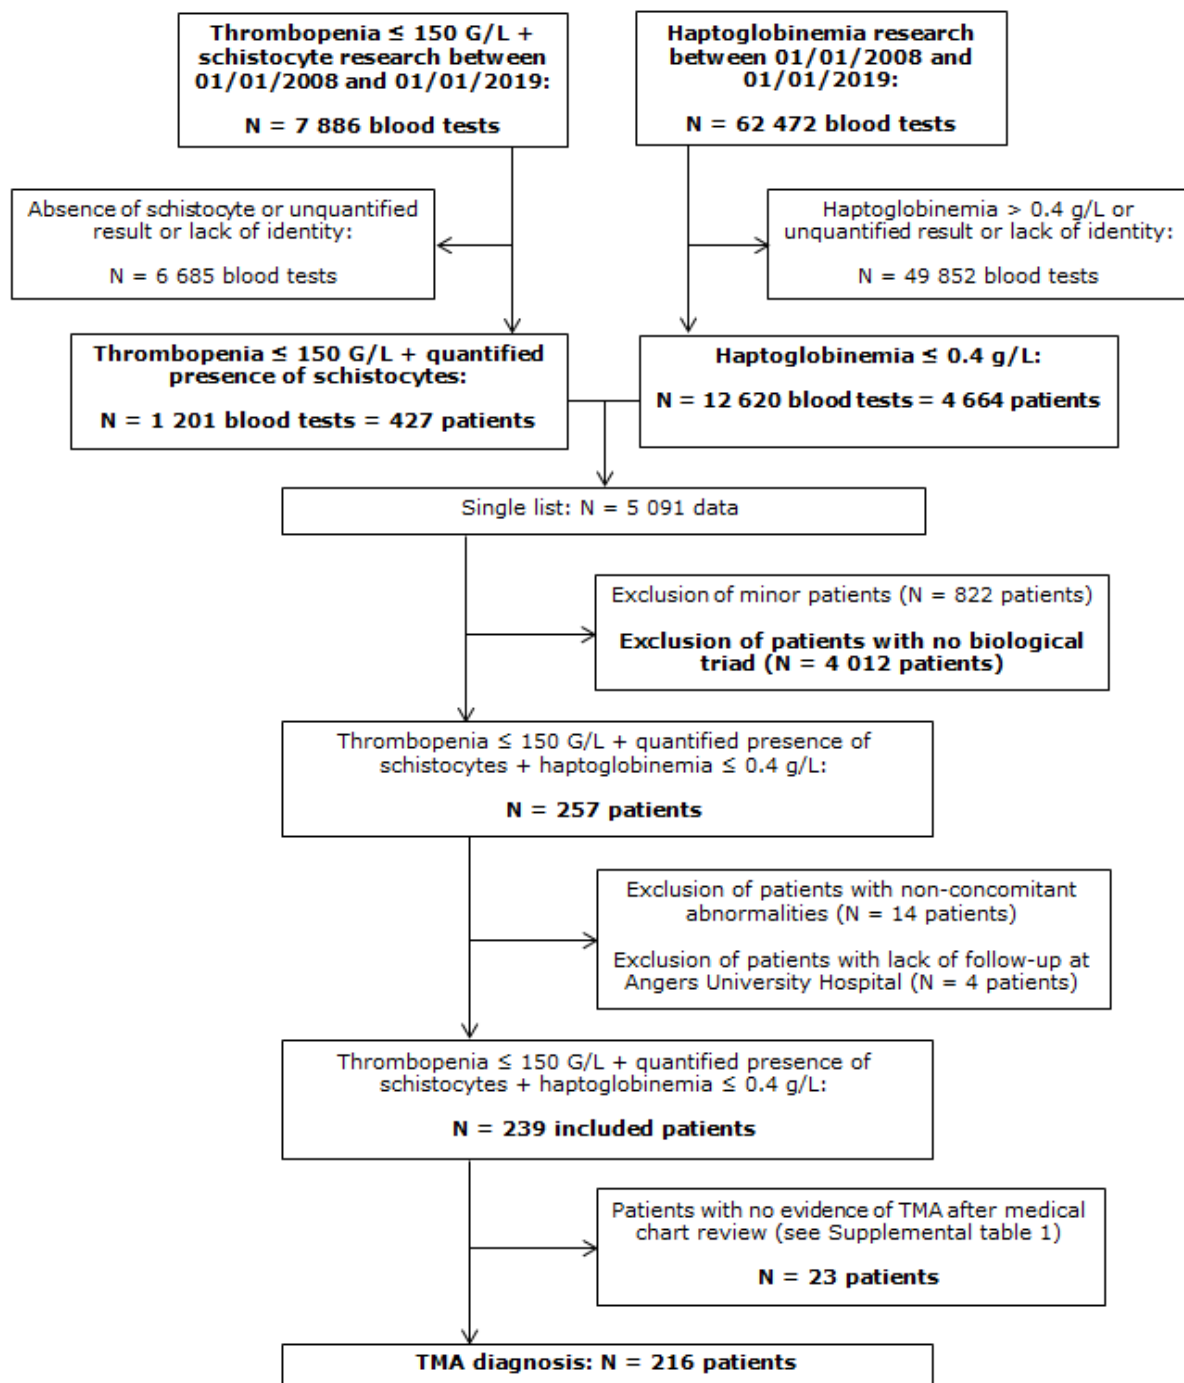 Thrombopenia ≤ 150 G/L +
schistocyte research between
01/01/2008 and 01/01/2019:
N = 7 886 blood tests
Haptoglobinemia research
between 01/01/2008 and
01/01/2019:
N = 62 472 blood tests
Absence of schistocyte or unquantified
result or lack of identity:
N = 6 685 blood tests
Haptoglobinemia > 0.4 g/L or
unquantified result or lack of identity:
N = 49 852 blood tests
Thrombopenia ≤ 150 G/L + quantified
presence of schistocytes:
N = 1 201 blood tests = 427 patients
Haptoglobinemia ≤ 0.4 g/L:
N = 12 620 blood tests = 4 664 patients
Single list: N = 5 091 data
Exclusion of minor patients (N = 822 patients)
Exclusion of patients with no biological
triad (N = 4 012 patients)
Thrombopenia ≤ 150 G/L + quantified presence of
schistocytes + haptoglobinemia ≤ 0.4 g/L:
N = 257 patients
Exclusion of patients with non-concomitant
abnormalities (N = 14 patients)
Exclusion of patients with lack of follow-up at
Angers University Hospital (N = 4 patients)
Thrombopenia ≤ 150 G/L + quantified presence of
schistocytes + haptoglobinemia ≤ 0.4 g/L:
N = 239 included patients
Patients with no evidence of TMA after medical
chart review (see Supplemental table 1)
N = 23 patients
TMA diagnosis: N = 216 patients